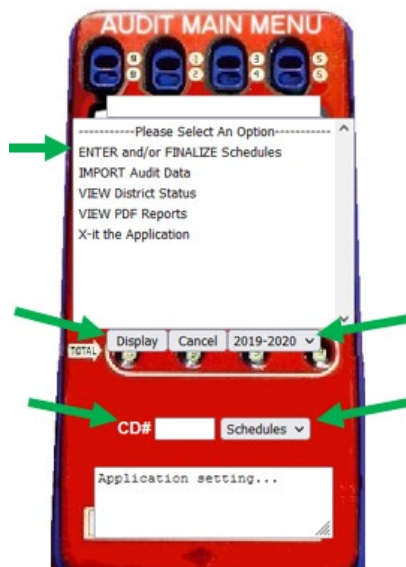 AUDIT MAIN MENU
-----------Please Select An Option-----------
ENTER and/or FINALIZE Schedules
IMPORT Audit Data
VIEW District Status
VIEW PDF Reports
X-it the Application
Display Cancel 2019-2020
TOTAL
CD# Schedules
Application setting...